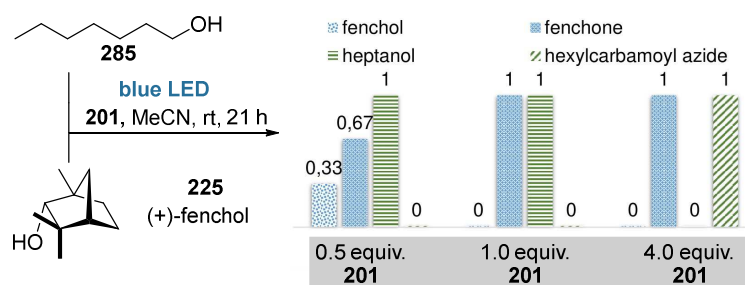 OH
285
blue LED
201, MeCN, rt, 21 h
225
(+)-fenchol
HO
fenchol
fenchone
heptanol
hexylcarbamoyl azide
0,33
0,67
1
0
0
1
1
0
0
1
0
1
0.5 equiv.
201
1.0 equiv.
201
4.0 equiv.
201